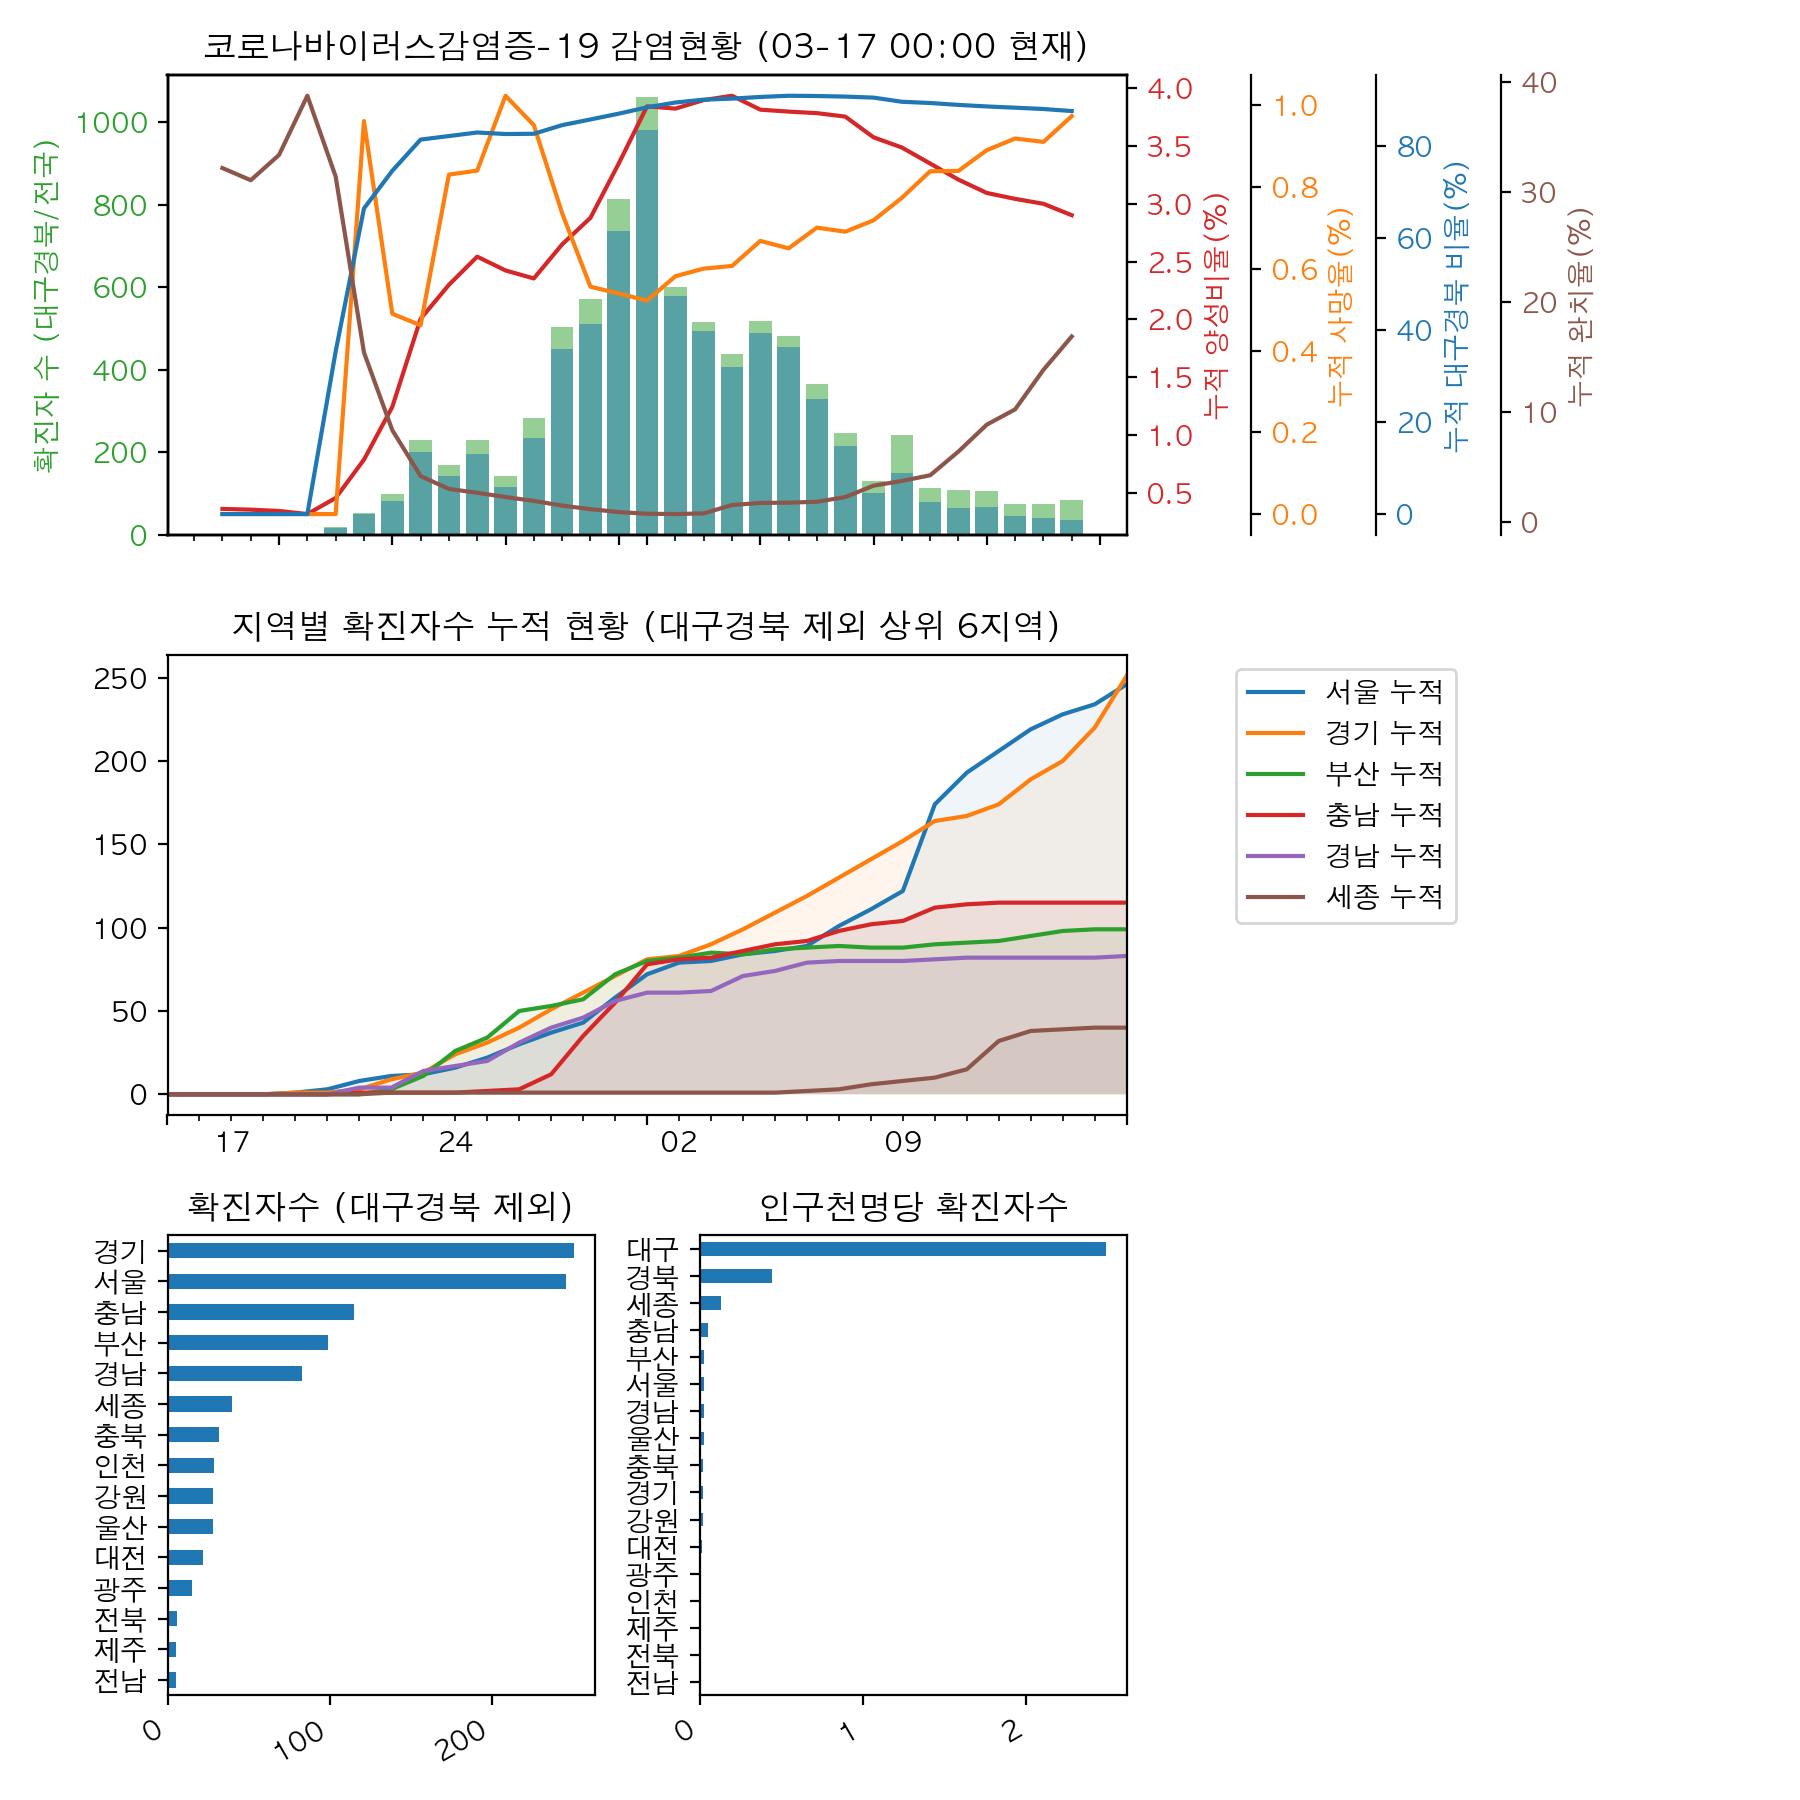 코로나바이러스감염증-19 감염현황 (03-17 00:00 현재)
확진자 수 (대구경북/전국)
1000
800
600
400
200
0
4.0
3.5
3.0
2.5
2.0
1.5
1.0
0.5
누적 양성비율(%)
1.0
0.8
0.6
0.4
0.2
0.0
누적 사망율(%)
80
60
40
20
0
누적 대구경북 비율(%)
40
30
20
10
0
누적 완치율(%)
지역별 확진자수 누적 현황 (대구경북 제외 상위 6지역)
250
200
150
100
50
0
17 24 02 09
서울 누적
경기 누적
부산 누적
충남 누적
경남 누적
세종 누적
확진자수 (대구경북 제외)
경기
서울
충남
부산
경남
세종
충북
인천
강원
울산
대전
광주
전북
제주
전남
0 100 200
인구천명당 확진자수
대구
경북
세종
충남
부산
서울
경남
울산
충북
경기
강원
대전
광주
인천
제주
전북
전남
0 1 2